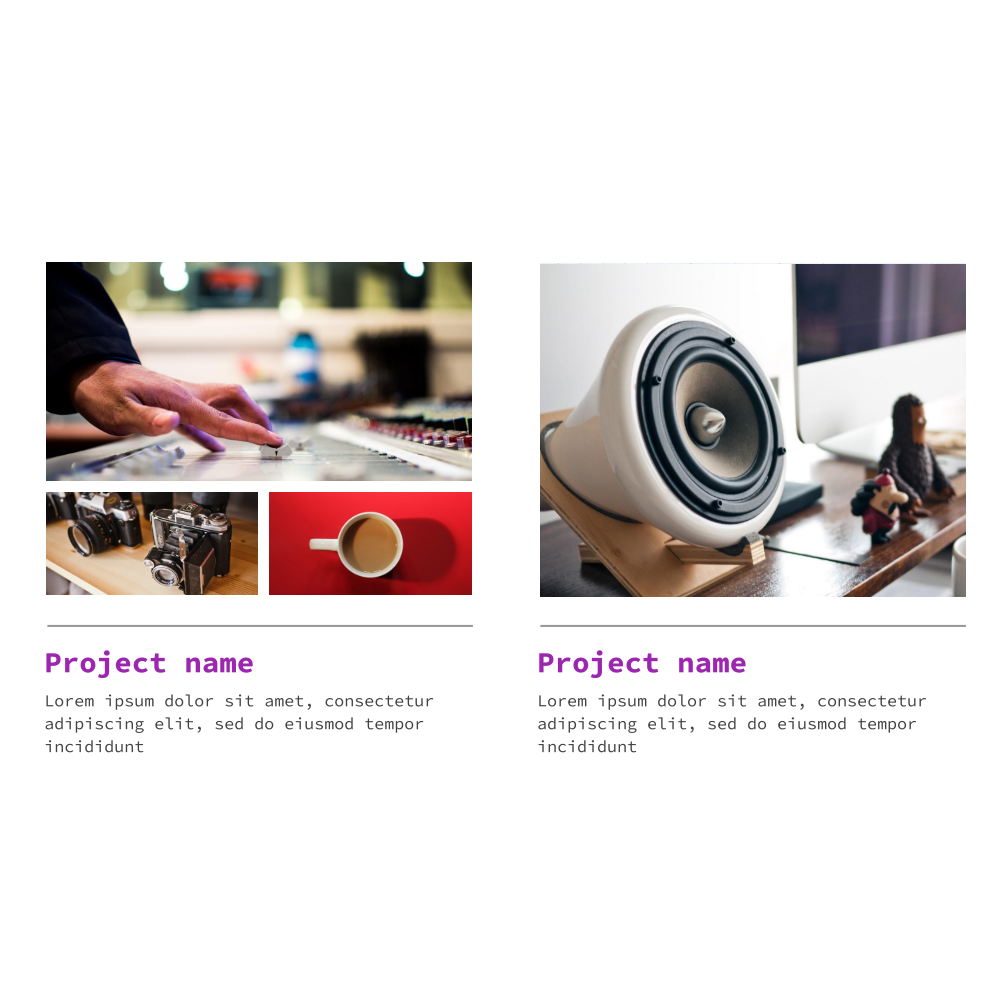 Project name
Lorem ipsum dolor sit amet, consectetur
adipiscing elit, sed do eiusmod tempor
incididunt
Project name
Lorem ipsum dolor sit amet, consectetur
adipiscing elit, sed do eiusmod tempor
incididunt